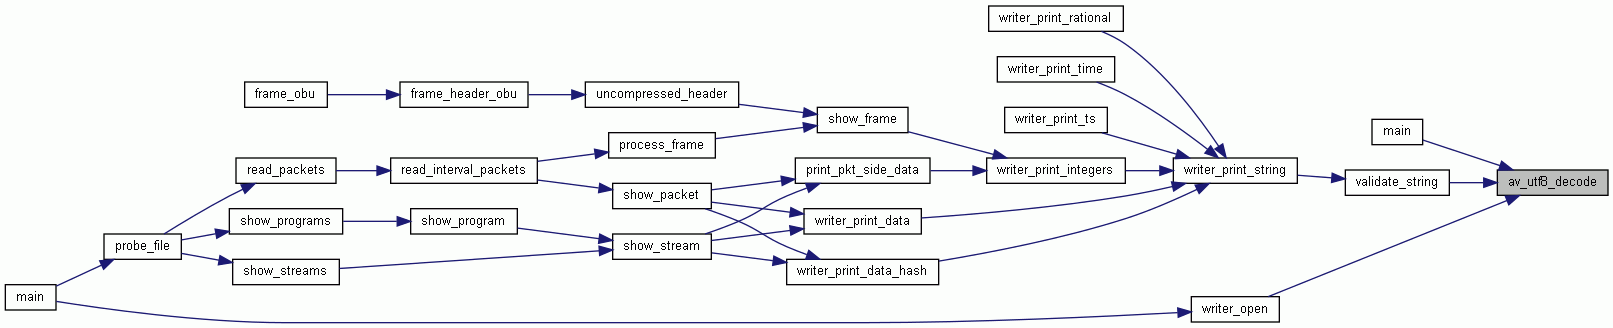 writer_print_rational
writer_print_time
frame_obu
frame_header_obu
uncompressed_header
show_frame
writer_print_ts
main
process_frame
read_packets
read_interval_packets
print_pkt_side_data
writer_print_integers
writer_print_string
validate_string
av_utf8_decode
show_packet
show_programs
show_program
writer_print_data
probe_file
show_stream
show_streams
writer_print_data_hash
main
writer_open